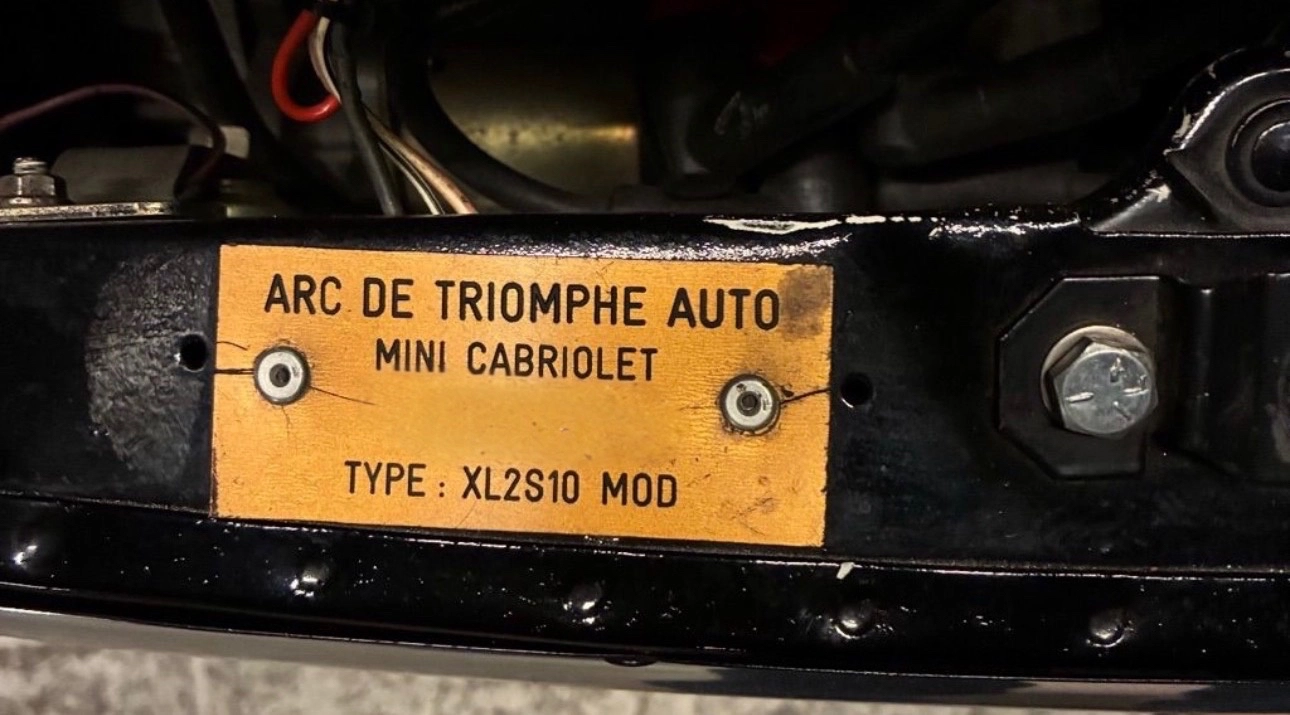 ARC DE TRIOMPHE AUTO
MINI CABRIOLET
TYPE : XL2S10 MOD